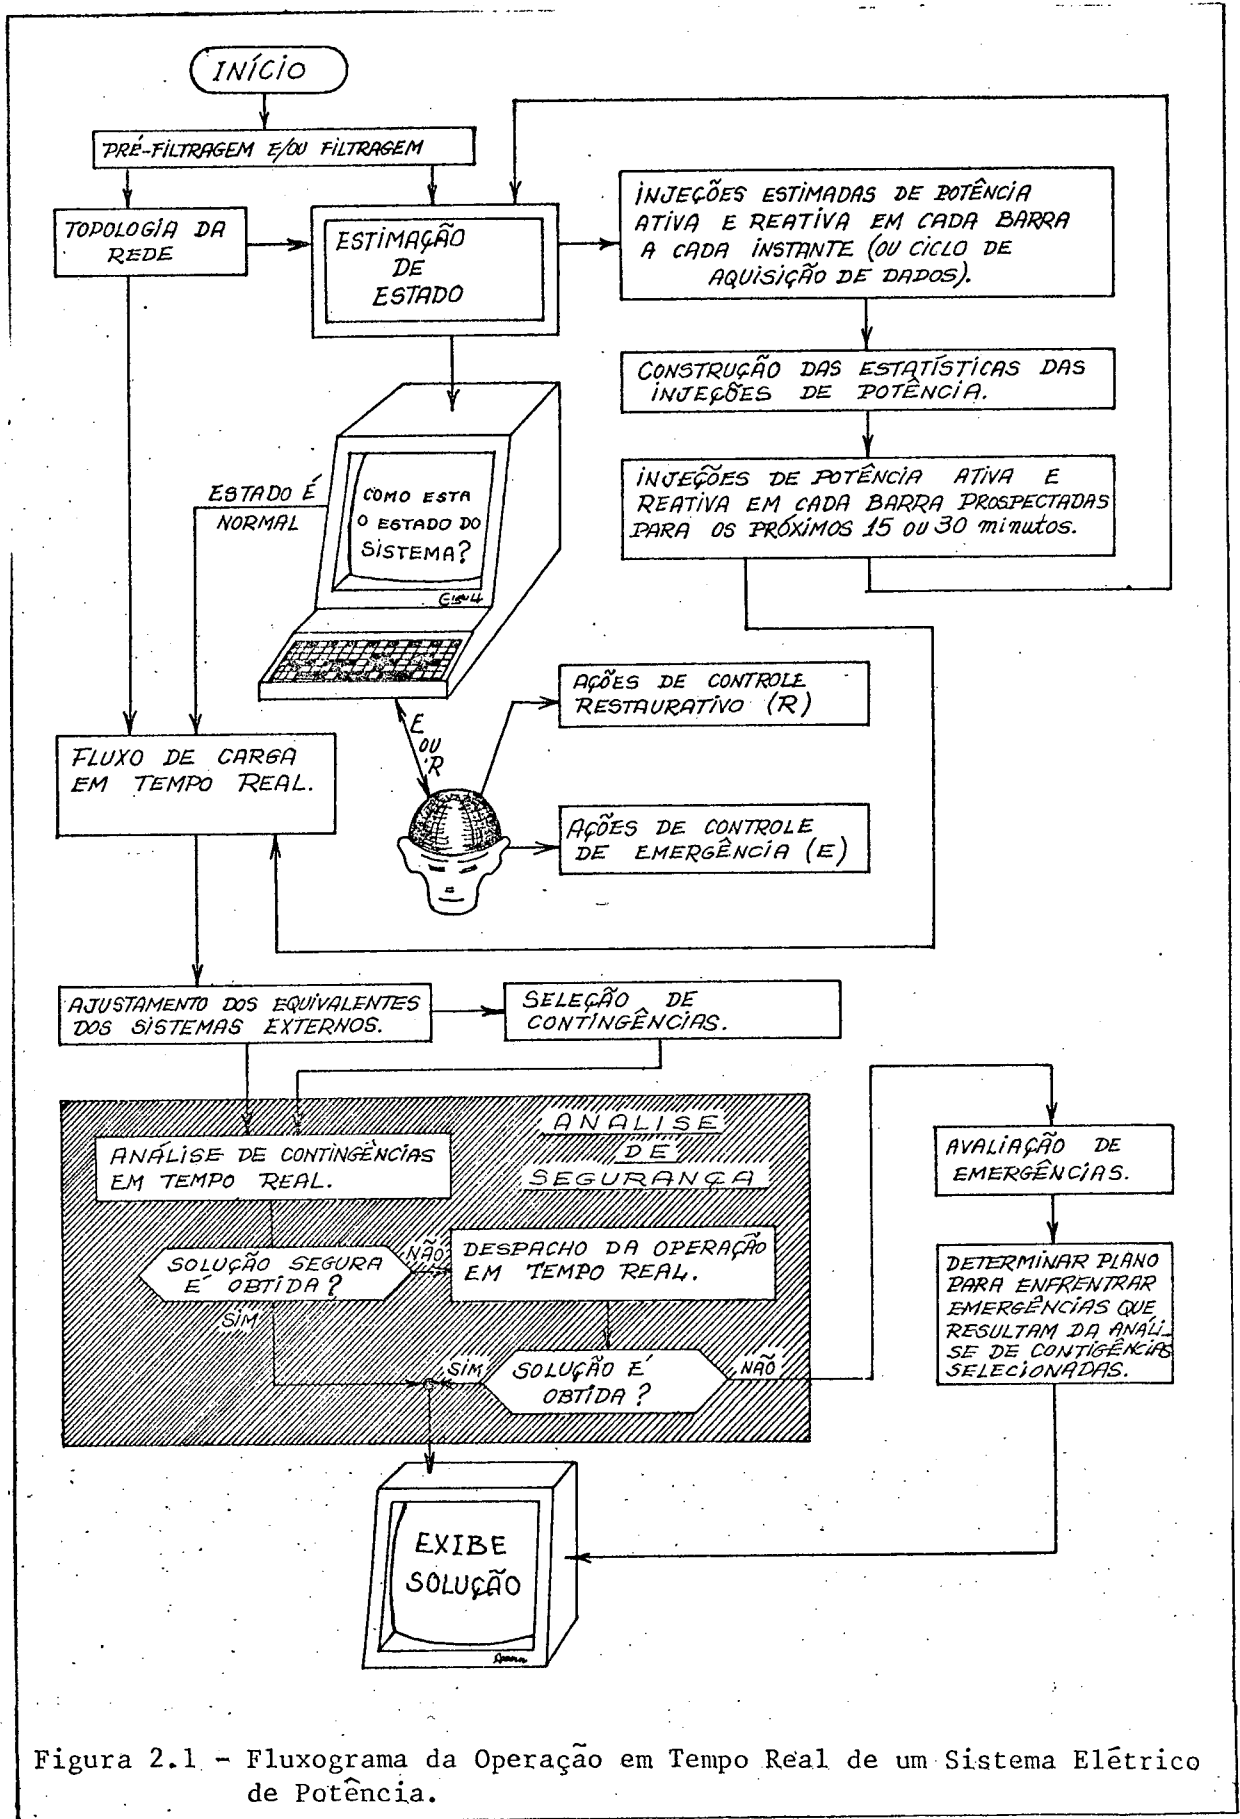 INÍCIO
PRÉ-FILTRAGEM E/OU FILTRAGEM
TOPOLOGIA DA
REDE
ESTIMAÇÃO
DE
ESTADO
INJEÇÕES ESTIMADAS DE POTÊNCIA
ATIVA E REATIVA EM CADA BARRA
A CADA INSTANTE (OU CICLO DE
AQUISIÇÃO DE DADOS).
CONSTRUÇÃO DAS ESTATÍSTICAS DAS
INJEÇÕES DE POTÊNCIA.
INJEÇÕES DE POTÊNCIA ATIVA E
REATIVA EM CADA BARRA PROSPECTADAS
PARA OS PRÓXIMOS 15 OU 30 minutos.
ESTADO É
NORMAL
COMO ESTA
O ESTADO DO
SISTEMA?
E
OU
R
AÇÕES DE CONTROLE
RESTAURATIVO (R)
AÇÕES DE CONTROLE
DE EMERGÊNCIA (E)
FLUXO DE CARGA
EM TEMPO REAL.
AJUSTAMENTO DOS EQUIVALENTES
DOS SISTEMAS EXTERNOS.
SELEÇÃO DE
CONTINGÊNCIAS.
ANALISE
DE
SEGURANÇA
ANÁLISE DE CONTINGÊNCIAS
EM TEMPO REAL.
SOLUÇÃO SEGURA
É OBTIDA?
NÃO
SIM
DESPACHO DA OPERAÇÃO
EM TEMPO REAL.
SOLUÇÃO É
OBTIDA?
SIM
NÃO
AVALIAÇÃO DE
EMERGÊNCIAS.
DETERMINAR PLANO
PARA ENFRENTRAR
EMERGÊNCIAS QUE
RESULTAM DA ANÁLI-
SE DE CONTIGÊNCIAS
SELECIONADAS.
EXIBE
SOLUÇÃO
Figura 2.1 - Fluxograma da Operação em Tempo Real de um Sistema Elétrico
de Potência.